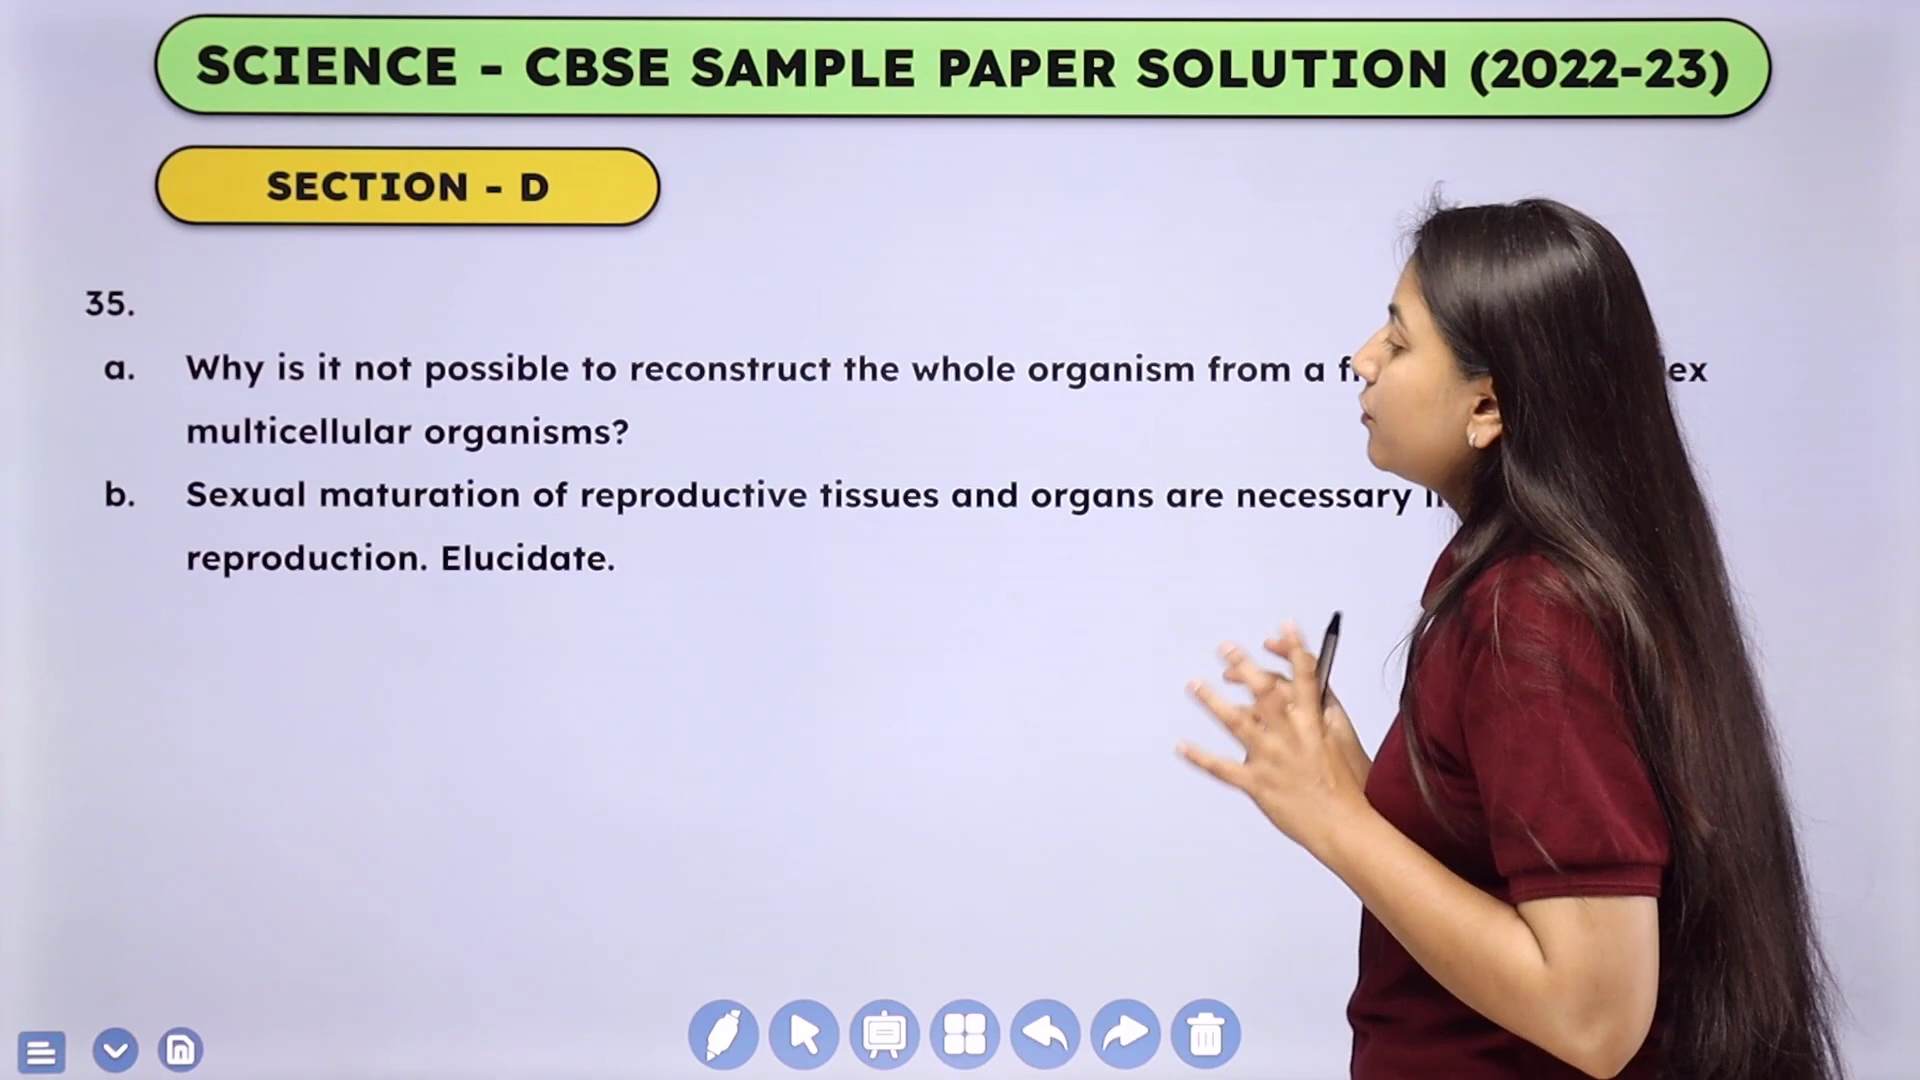 SCIENCE - CBSE SAMPLE PAPER SOLUTION (2022-23)
SECTION - D
35.
a. Why is it not possible to reconstruct the whole organism from a
multicellular organisms?
b. Sexual maturation of reproductive tissues and organs are necessary
reproduction. Elucidate.